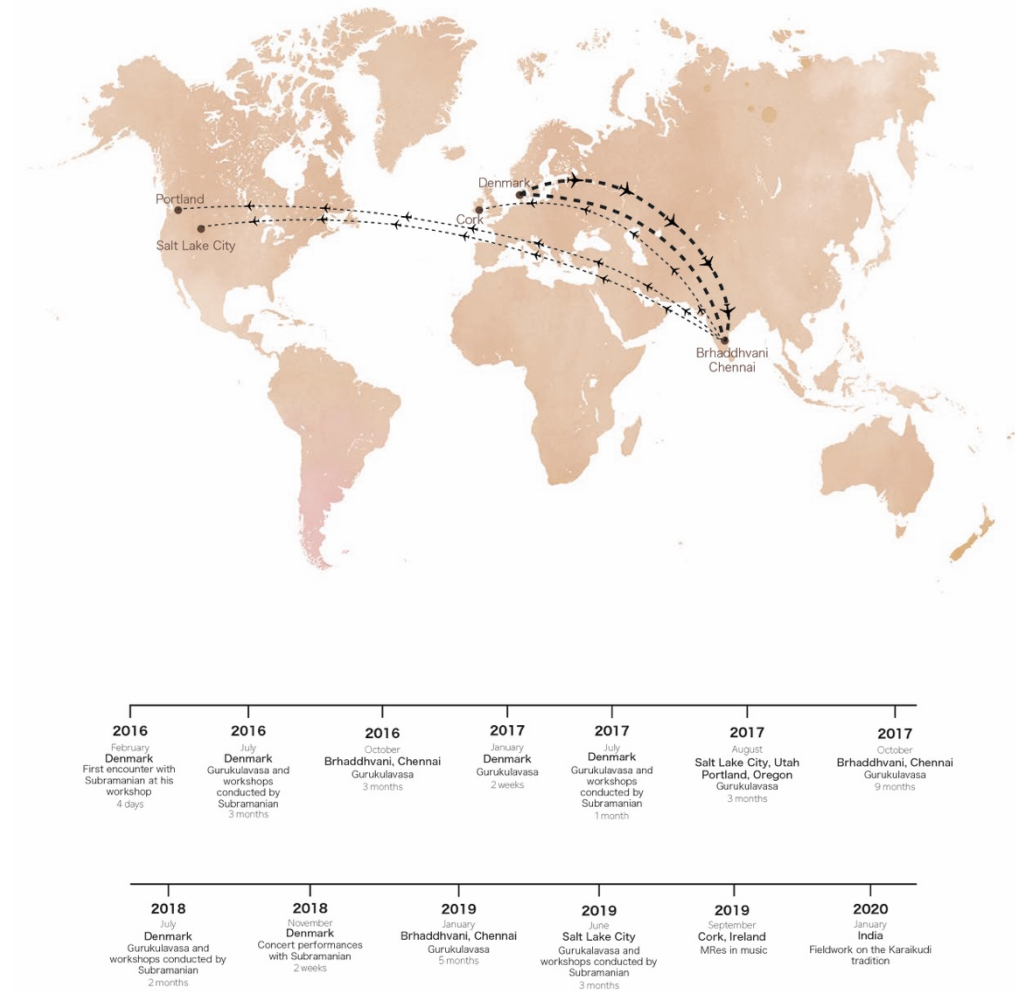 Portland
Salt Lake City
Denmark
Cork
Brhaddhvani
Chennai
2016
February
Denmark
First encounter with
Subramanian at his
workshop
4 days
2016
July
Denmark
Gurukulavasa and
workshops
conducted by
Subramanian
3 months
2016
October
Brhaddhvani, Chennai
Gurukulavasa
3 months
2017
January
Denmark
Gurukulavasa
2 weeks
2017
July
Denmark
Gurukulavasa and
workshops
conducted by
Subramanian
1 month
2017
August
Salt Lake City, Utah
Portland, Oregon
Gurukulavasa
3 months
2017
October
Brhaddhvani, Chennai
Gurukulavasa
9 months
2018
July
Denmark
Gurukulavasa and
workshops conducted by
Subramanian
2 months
2018
November
Denmark
Concert performances
with Subramanian
2 weeks
2019
January
Brhaddhvani, Chennai
Gurukulavasa
5 months
2019
June
Salt Lake City
Gurukulavasa and
workshops conducted by
Subramanian
3 months
2019
September
Cork, Ireland
MRes in music
2020
January
India
Fieldwork on the Karaikudi
tradition